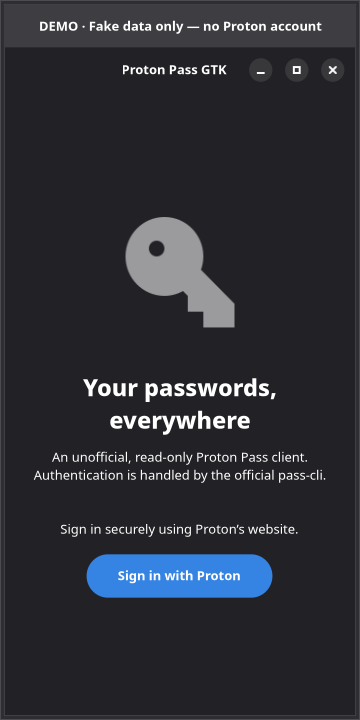 DEMO · Fake data only — no Proton account
Proton Pass GTK
Your passwords,
everywhere
An unofficial, read-only Proton Pass client.
Authentication is handled by the official pass-cli.
Sign in securely using Proton’s website.
Sign in with Proton